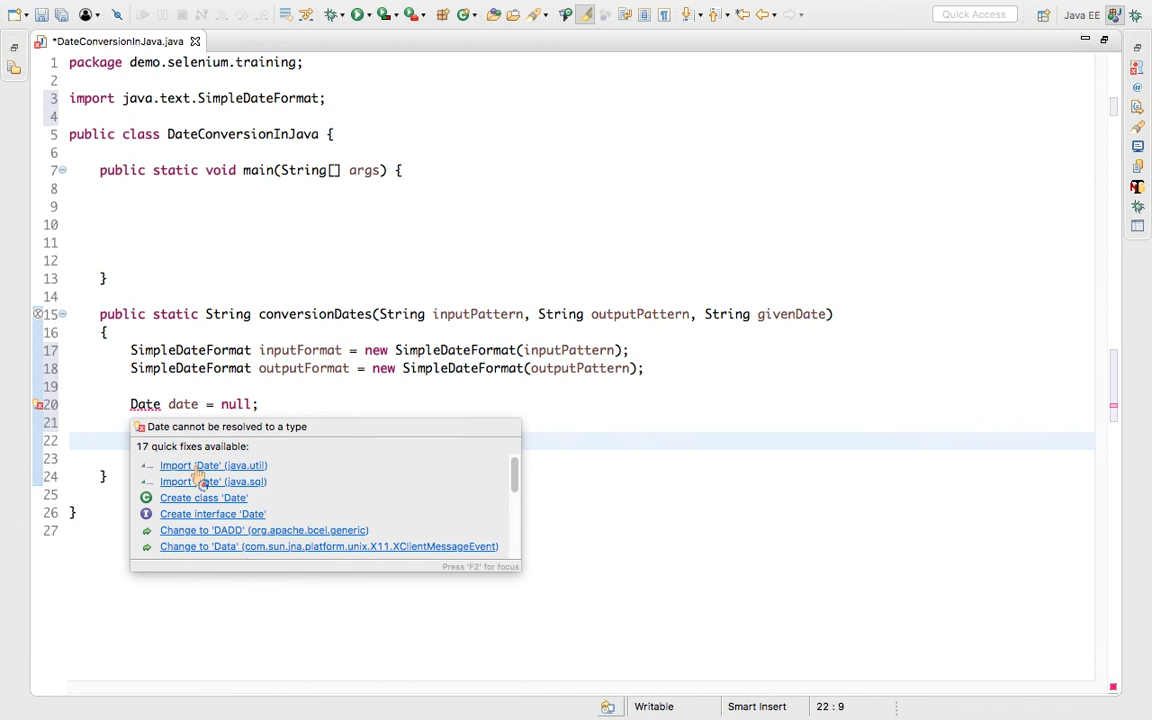 Quick Access
Java EE
*DateConversionInJava.java
1 package demo.selenium.training;
2
3 import java.text.SimpleDateFormat;
4
5 public class DateConversionInJava {
6
7 public static void main(String[] args) {
8
9
10
11
12
13 }
14
15 public static String conversionDates(String inputPattern, String outputPattern, String givenDate)
16 {
17 SimpleDateFormat inputFormat = new SimpleDateFormat(inputPattern);
18 SimpleDateFormat outputFormat = new SimpleDateFormat(outputPattern);
19
20 Date date = null;
21
Date cannot be resolved to a type
22
17 quick fixes available:
23
Import 'Date' (java.util)
24 }
Import 'Date' (java.sql)
25
Create class 'Date'
26 }
Create interface 'Date'
27
Change to 'DADD' (org.apache.bcel.generic)
Change to 'Data' (com.sun.jna.platform.unix.X11.XClientMessageEvent)
Press 'F2' for focus
Writable
Smart Insert
22 : 9